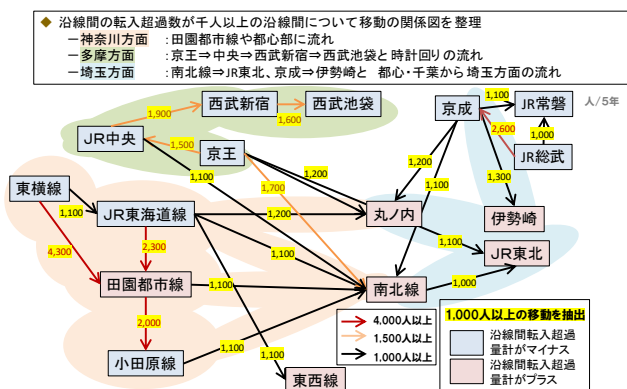 ◆ 沿線間の転入超過数が千人以上の沿線間について移動の関係図を整理
－神奈川方面 ：田園都市線や都心部に流れ
－多摩方面 ：京王⇒中央⇒西武新宿⇒西武池袋と時計回りの流れ
－埼玉方面 ：南北線⇒JR東北、京成⇒伊勢崎と 都心・千葉から埼玉方面の流れ
人/5年
西武新宿
西武池袋
1,900
1,600
京成
1,100
JR常磐
JR中央
1,500
京王
2,600
1,000
JR総武
1,100
1,200
1,200
1,300
1,700
1,100
東横線
1,100
JR東海道線
1,200
丸ノ内
伊勢崎
4,300
2,300
1,100
1,100
JR東北
田園都市線
1,100
南北線
1,000
2,000
小田原線
1,100
1,100
東西線
4,000人以上
1.500人以上
1.000人以上
1,000人以上の移動を抽出
沿線間転入超過
量計がマイナス
沿線間転入超過
量計がプラス